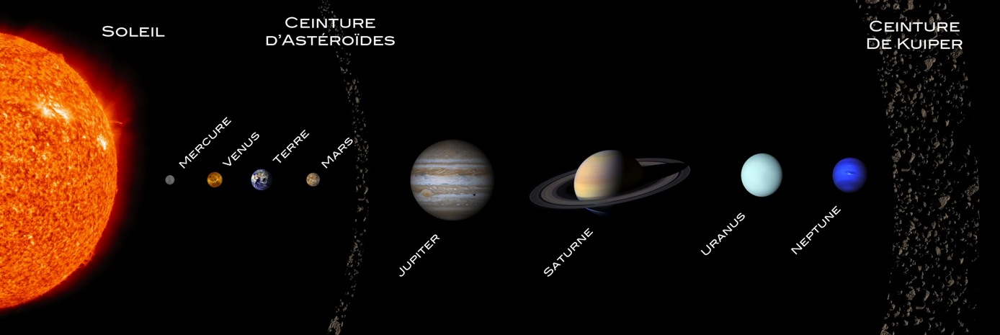 Soleil
Ceinture
d'Astéroïdes
Ceinture
de Kuiper
Mercure
Venus
Terre
Mars
Jupiter
Saturne
Uranus
Neptune